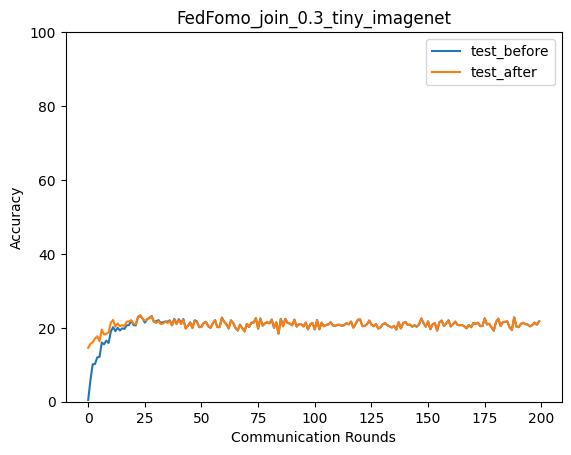 FedFomo_join_0.3_tiny_imagenet
100
80
60
40
20
0
Accuracy
test_before
test_after
0 25 50 75 100 125 150 175 200
Communication Rounds